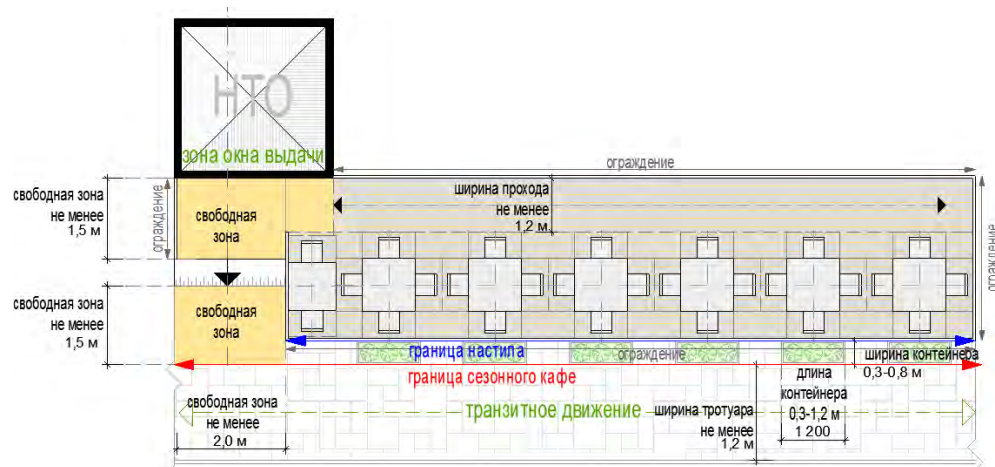 НТО
зона окна выдачи
ограждение
свободная зона
не менее
1,5 м
ограждение
свободная
зона
ширина прохода
не менее
1,2 м
ограждение
свободная зона
не менее
1,5 м
свободная
зона
граница настила
ограждение
ширина контейнера
0,3-0,8 м
граница сезонного кафе
длина
контейнера
0,3-1,2 м
1 200
свободная зона
не менее
2,0 м
транзитное движение
ширина тротуара
не менее
1,2 м